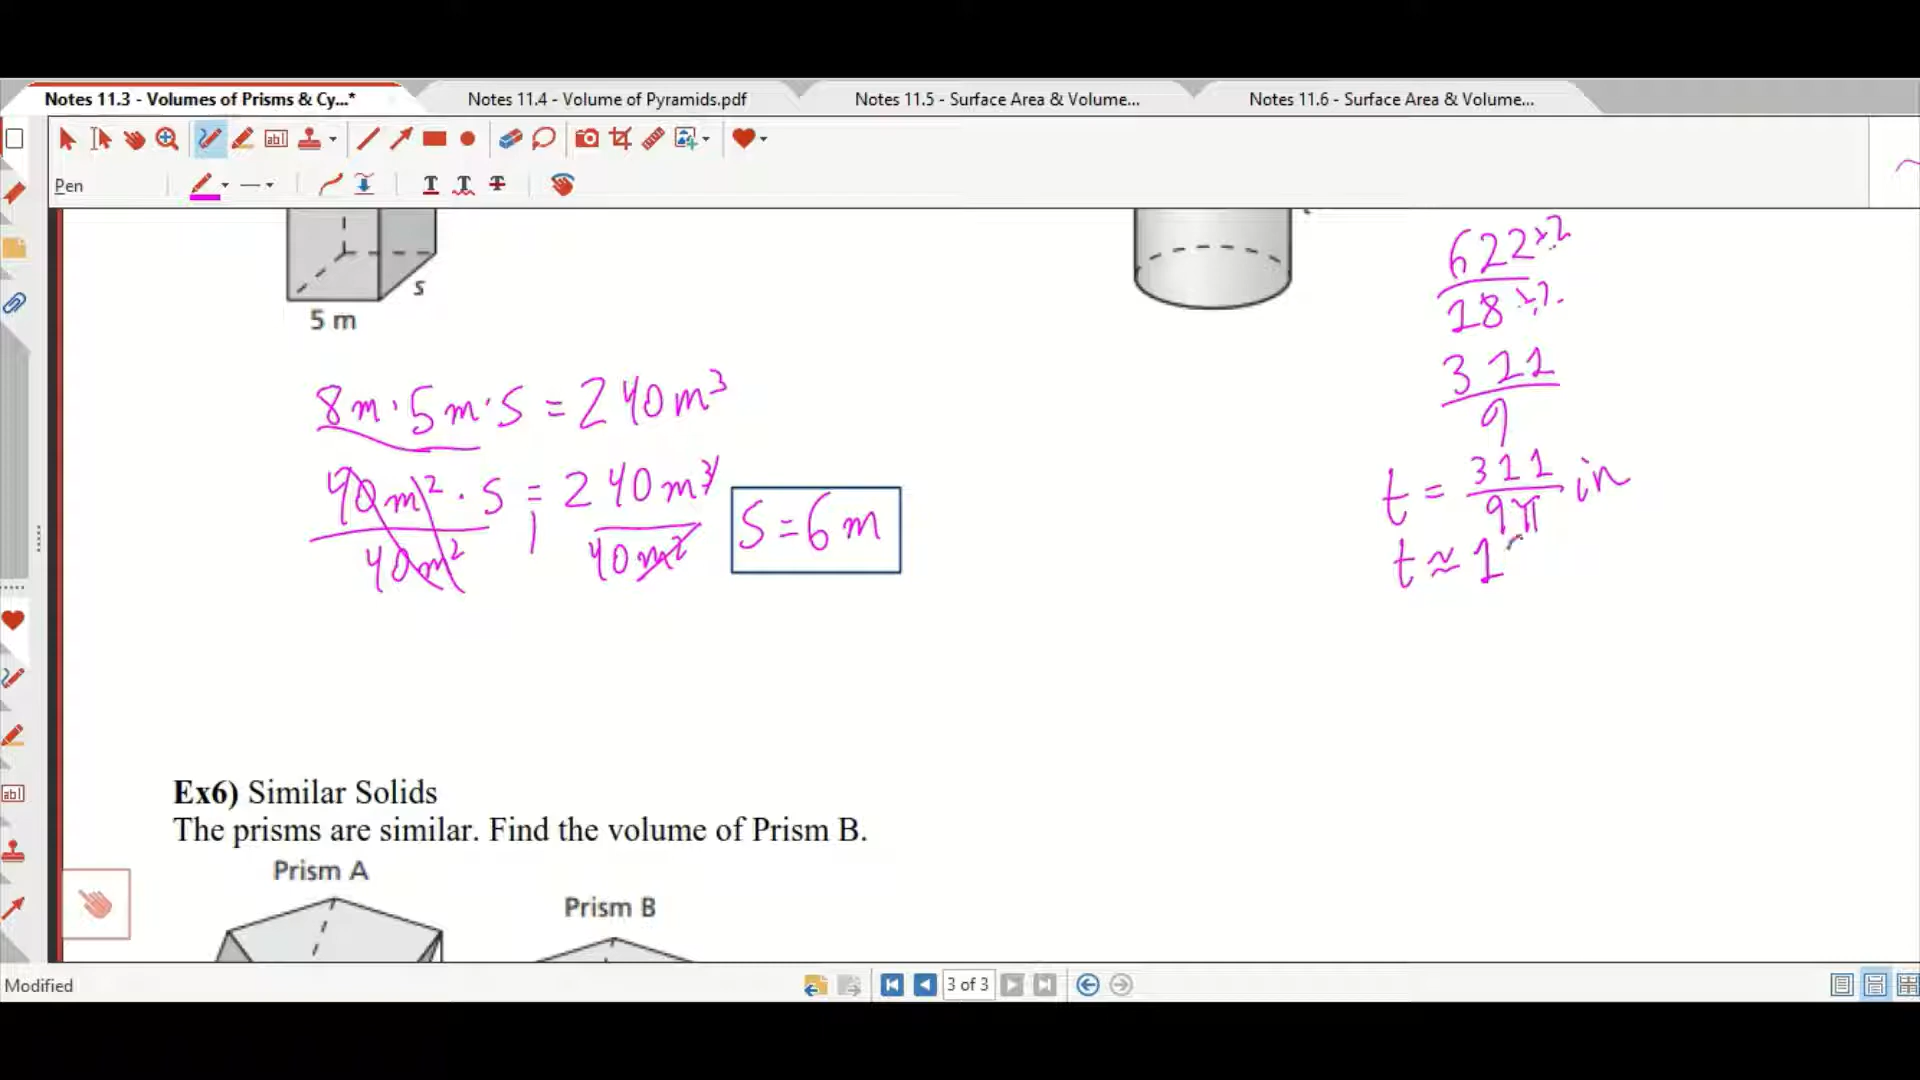 Notes 11.3 - Volumes of Prisms & Cy...*
Notes 11.4 - Volume of Pyramids.pdf
Notes 11.5 - Surface Area & Volume...
Notes 11.6 - Surface Area & Volume...
Pen
s
5 m
8m · 5m · s = 240m³
40m² · s = 240m³
40m² 40m²
s = 6m
622÷2
18÷2
311
9
t = 311 in
9π
t ≈ 1
Ex6) Similar Solids
The prisms are similar. Find the volume of Prism B.
Prism A
Prism B
Modified
3 of 3